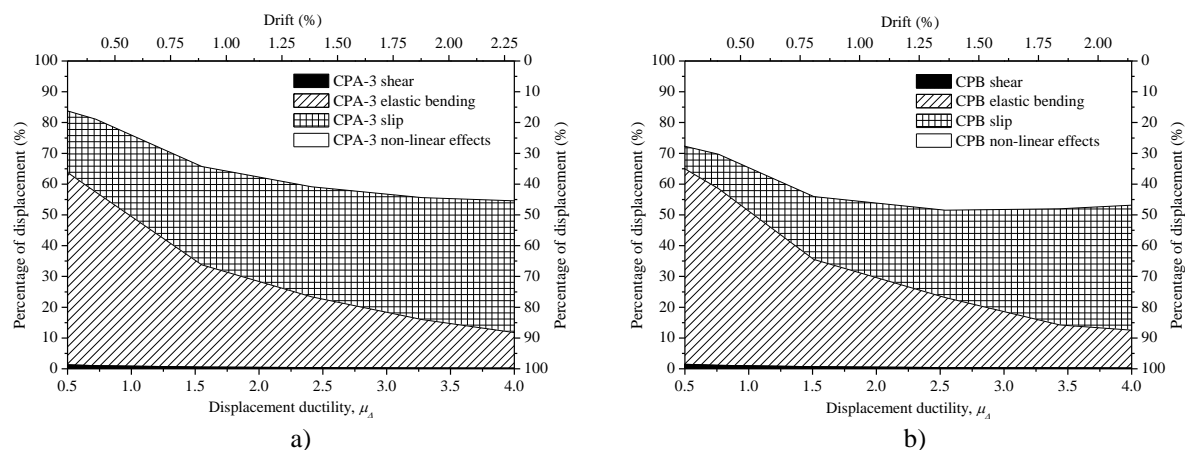 Drift (%)
0.50 0.75 1.00 1.25 1.50 1.75 2.00 2.25
100 90 80 70 60 50 40 30 20 10 0
Percentage of displacement (%)
CPA-3 shear
CPA-3 elastic bending
CPA-3 slip
CPA-3 non-linear effects
0 10 20 30 40 50 60 70 80 90 100
Percentage of displacement (%)
0.5 1.0 1.5 2.0 2.5 3.0 3.5 4.0
Displacement ductility, μΔ
a)
Drift (%)
0.50 0.75 1.00 1.25 1.50 1.75 2.00
100 90 80 70 60 50 40 30 20 10 0
Percentage of displacement (%)
CPB shear
CPB elastic bending
CPB slip
CPB non-linear effects
0 10 20 30 40 50 60 70 80 90 100
Percentage of displacement (%)
0.5 1.0 1.5 2.0 2.5 3.0 3.5 4.0
Displacement ductility, μΔ
b)